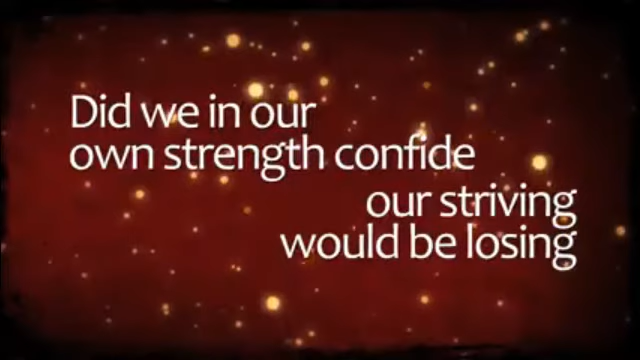 Did we in our
own strength confide
our striving
would be losing